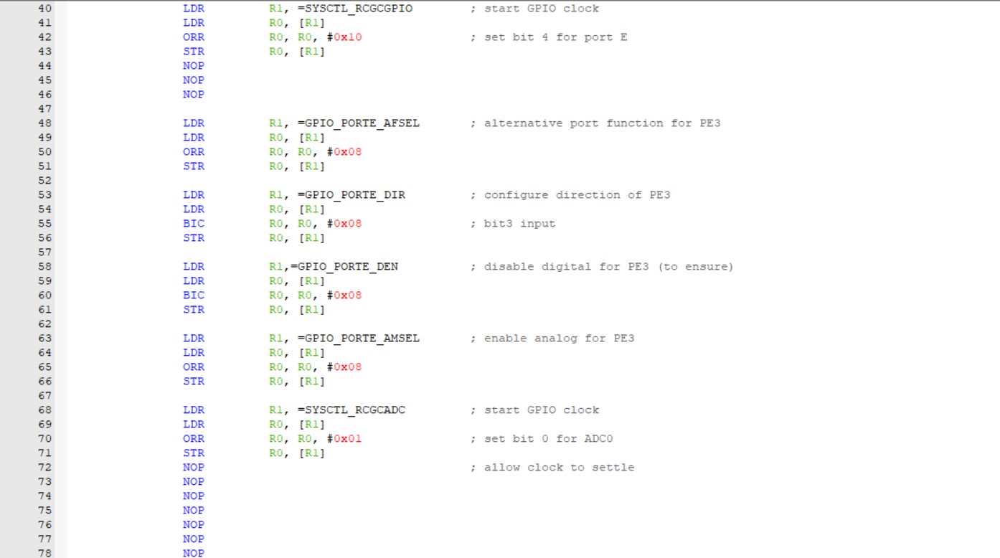 40 LDR R1, =SYSCTL_RCGCGPIO ; start GPIO clock
41 LDR R0, [R1]
42 ORR R0, R0, #0x10 ; set bit 4 for port E
43 STR R0, [R1]
44 NOP
45 NOP
46 NOP
47
48 LDR R1, =GPIO_PORTE_AFSEL ; alternative port function for PE3
49 LDR R0, [R1]
50 ORR R0, R0, #0x08
51 STR R0, [R1]
52
53 LDR R1, =GPIO_PORTE_DIR ; configure direction of PE3
54 LDR R0, [R1]
55 BIC R0, R0, #0x08 ; bit3 input
56 STR R0, [R1]
57
58 LDR R1,=GPIO_PORTE_DEN ; disable digital for PE3 (to ensure)
59 LDR R0, [R1]
60 BIC R0, R0, #0x08
61 STR R0, [R1]
62
63 LDR R1, =GPIO_PORTE_AMSEL ; enable analog for PE3
64 LDR R0, [R1]
65 ORR R0, R0, #0x08
66 STR R0, [R1]
67
68 LDR R1, =SYSCTL_RCGCADC ; start GPIO clock
69 LDR R0, [R1]
70 ORR R0, R0, #0x01 ; set bit 0 for ADC0
71 STR R0, [R1]
72 NOP ; allow clock to settle
73 NOP
74 NOP
75 NOP
76 NOP
77 NOP
78 NOP